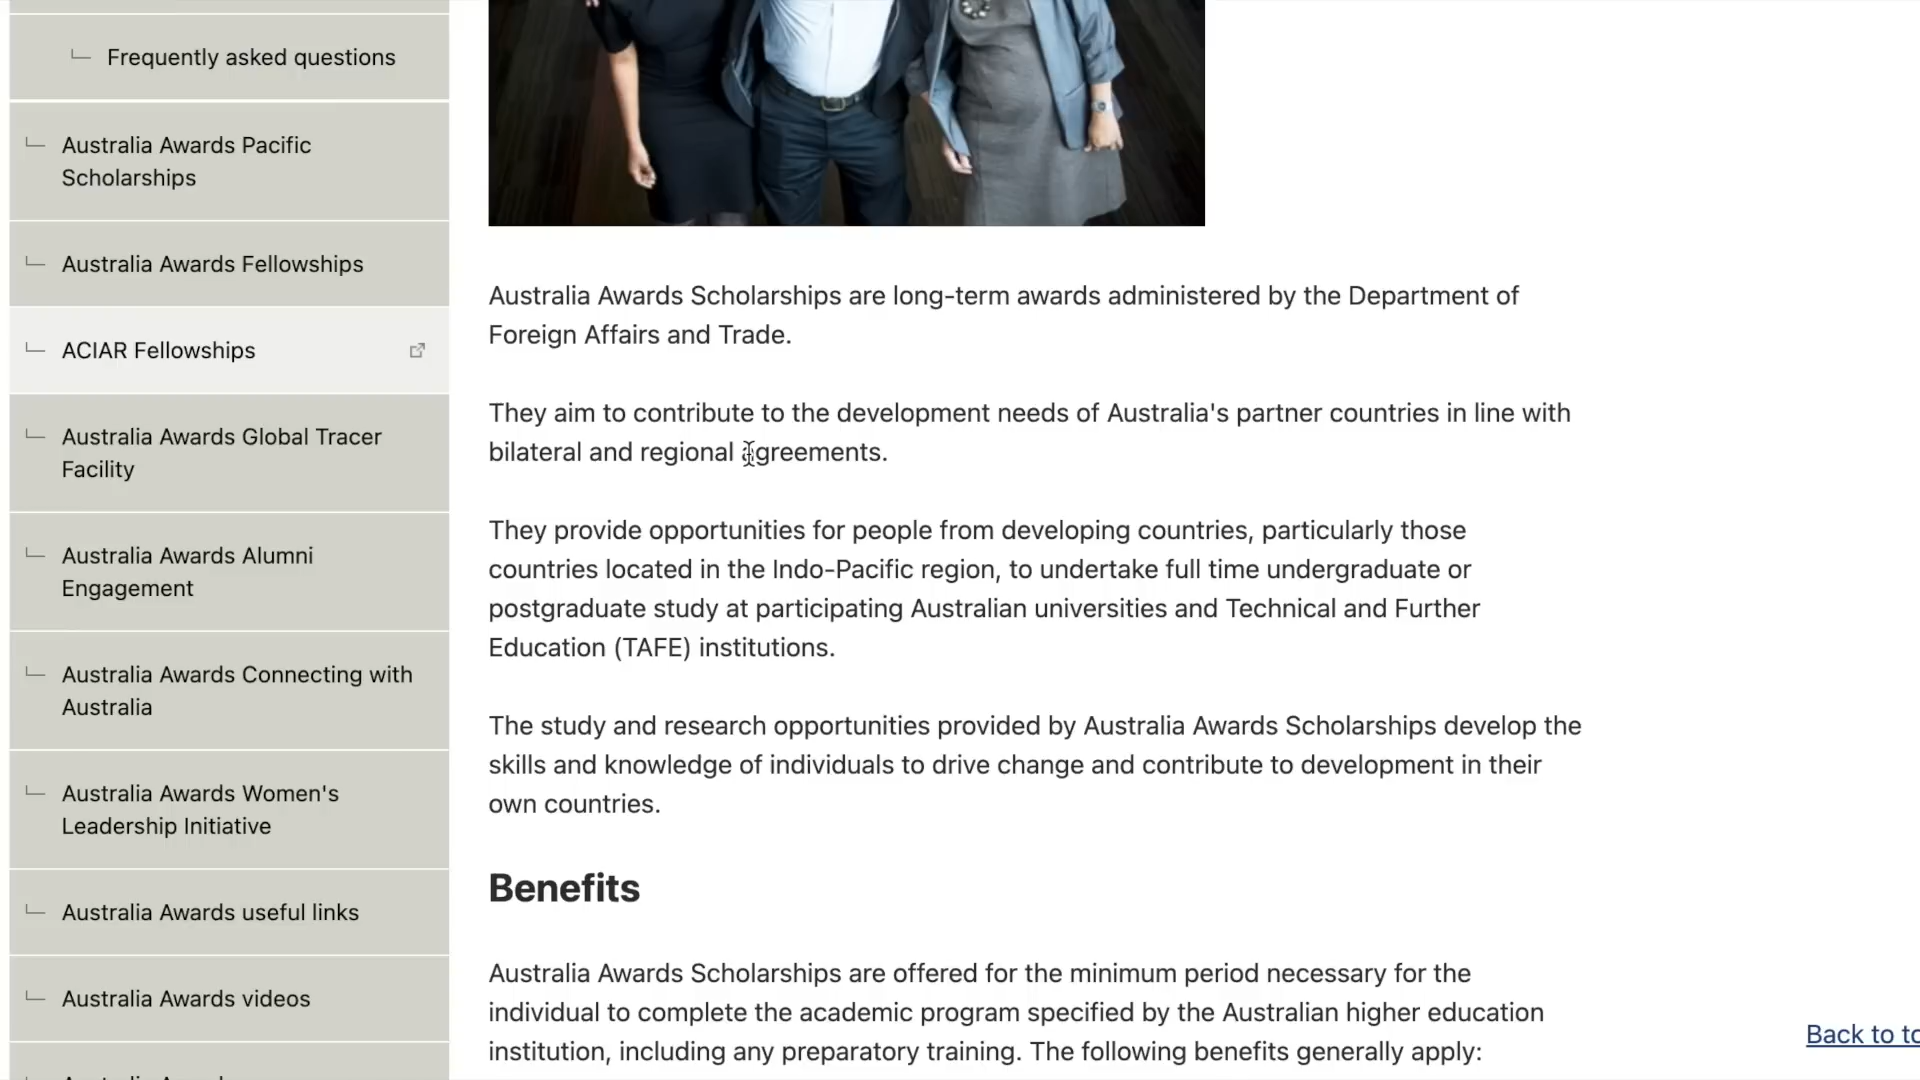 Frequently asked questions
Australia Awards Pacific
Scholarships
Australia Awards Fellowships
ACIAR Fellowships
Australia Awards Global Tracer
Facility
Australia Awards Alumni
Engagement
Australia Awards Connecting with
Australia
Australia Awards Women's
Leadership Initiative
Australia Awards useful links
Australia Awards videos
Australia Awards Scholarships are long-term awards administered by the Department of
Foreign Affairs and Trade.
They aim to contribute to the development needs of Australia's partner countries in line with
bilateral and regional agreements.
They provide opportunities for people from developing countries, particularly those
countries located in the Indo-Pacific region, to undertake full time undergraduate or
postgraduate study at participating Australian universities and Technical and Further
Education (TAFE) institutions.
The study and research opportunities provided by Australia Awards Scholarships develop the
skills and knowledge of individuals to drive change and contribute to development in their
own countries.
Benefits
Australia Awards Scholarships are offered for the minimum period necessary for the
individual to complete the academic program specified by the Australian higher education
institution, including any preparatory training. The following benefits generally apply:
Back to to